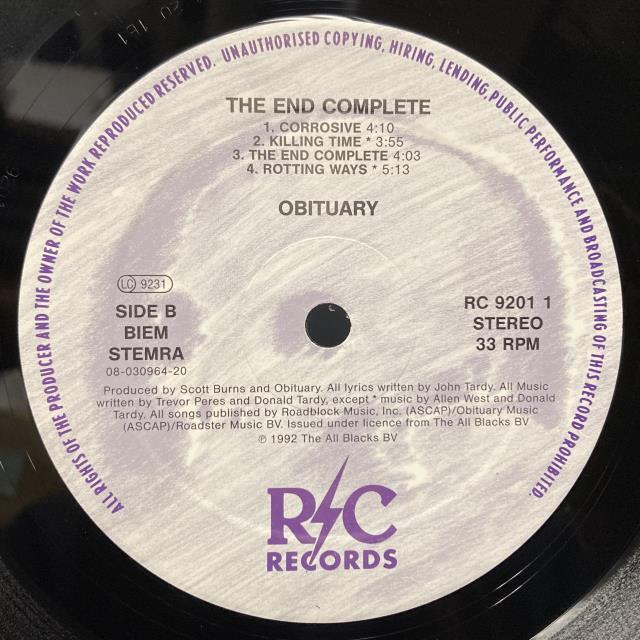 ALL RIGHTS OF THE PRODUCER AND THE OWNER OF THE WORK REPRODUCED RESERVED. UNAUTHORISED COPYING, HIRING, LENDING, PUBLIC PERFORMANCE AND BROADCASTING OF THIS RECORD PROHIBITED.
THE END COMPLETE
1. CORROSIVE 4:10
2. KILLING TIME * 3:55
3. THE END COMPLETE 4:03
4. ROTTING WAYS * 5:13
OBITUARY
LC 9231
SIDE B
BIEM
STEMRA
08-030964-20
RC 9201 1
STEREO
33 RPM
Produced by Scott Burns and Obituary. All lyrics written by John Tardy. All Music
written by Trevor Peres and Donald Tardy, except * music by Allen West and Donald
Tardy. All songs published by Roadblock Music, Inc. (ASCAP)/Obituary Music
(ASCAP)/Roadster Music BV. Issued under licence from The All Blacks BV
℗ 1992 The All Blacks BV
R/C
RECORDS